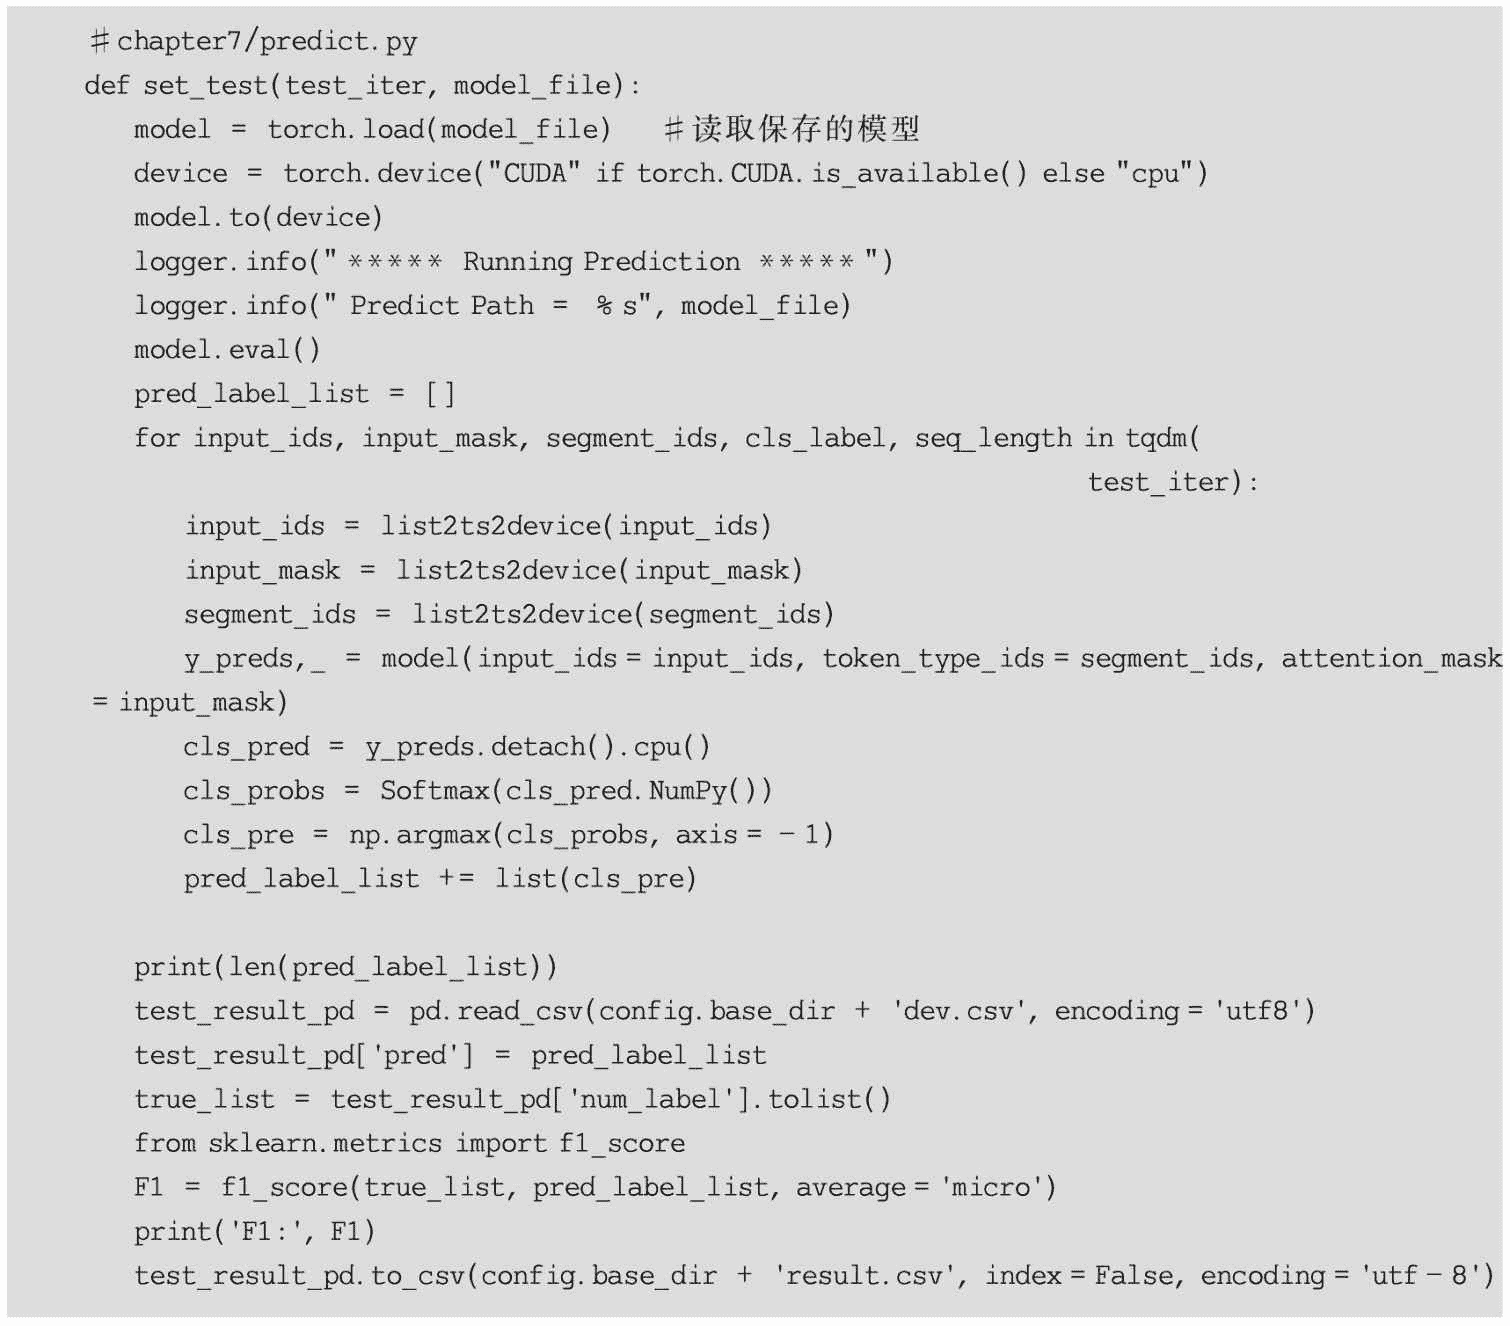 #chapter7/predict.py
def set_test(test_iter, model_file):
    model = torch.load(model_file)   #读取保存的模型
    device = torch.device("CUDA" if torch.CUDA.is_available() else "cpu")
    model.to(device)
    logger.info(" ***** Running Prediction ***** ")
    logger.info(" Predict Path = %s", model_file)
    model.eval()
    pred_label_list = []
    for input_ids, input_mask, segment_ids, cls_label, seq_length in tqdm(
                                                            test_iter):
        input_ids = list2ts2device(input_ids)
        input_mask = list2ts2device(input_mask)
        segment_ids = list2ts2device(segment_ids)
        y_preds,_ = model(input_ids=input_ids, token_type_ids=segment_ids, attention_mask
=input_mask)
        cls_pred = y_preds.detach().cpu()
        cls_probs = Softmax(cls_pred.NumPy())
        cls_pre = np.argmax(cls_probs, axis=-1)
        pred_label_list += list(cls_pre)

    print(len(pred_label_list))
    test_result_pd = pd.read_csv(config.base_dir + 'dev.csv', encoding='utf8')
    test_result_pd['pred'] = pred_label_list
    true_list = test_result_pd['num_label'].tolist()
    from sklearn.metrics import f1_score
    F1 = f1_score(true_list, pred_label_list, average='micro')
    print('F1:', F1)
    test_result_pd.to_csv(config.base_dir + 'result.csv', index=False, encoding='utf-8')